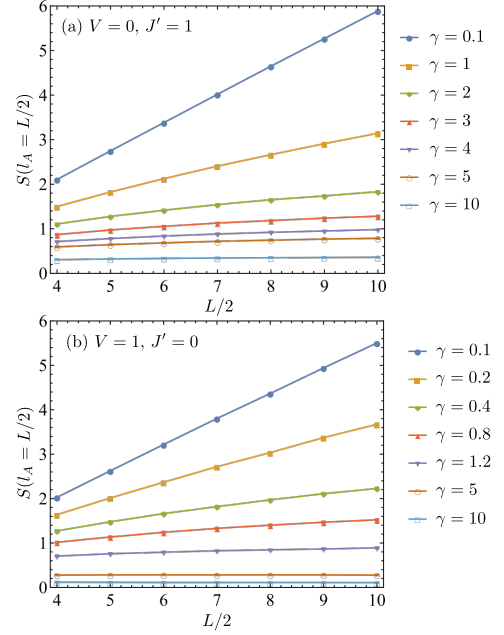 (a) V = 0, J′ = 1
S(l_A = L/2)
6
5
4
3
2
1
0
4 5 6 7 8 9 10
L/2
γ = 0.1
γ = 1
γ = 2
γ = 3
γ = 4
γ = 5
γ = 10
(b) V = 1, J′ = 0
S(l_A = L/2)
6
5
4
3
2
1
0
4 5 6 7 8 9 10
L/2
γ = 0.1
γ = 0.2
γ = 0.4
γ = 0.8
γ = 1.2
γ = 5
γ = 10